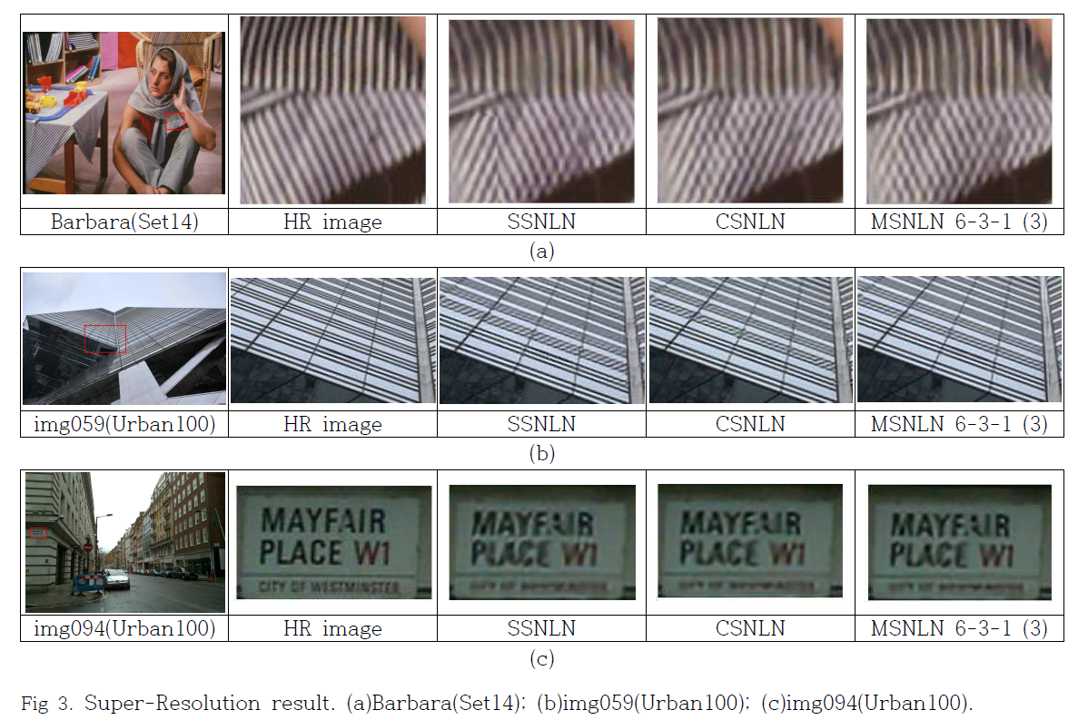 Barbara(Set14) HR image SSNLN CSNLN MSNLN 6-3-1 (3)
(a)
img059(Urban100) HR image SSNLN CSNLN MSNLN 6-3-1 (3)
(b)
MAYFAIR MAYFAIR MAYFAIR MAYFAIR
PLACE W1 PLACE W1 PLACE W1 PLACE W1
CITY OF WESTMINSTER
img094(Urban100) HR image SSNLN CSNLN MSNLN 6-3-1 (3)
(c)
Fig 3. Super-Resolution result. (a)Barbara(Set14); (b)img059(Urban100); (c)img094(Urban100).